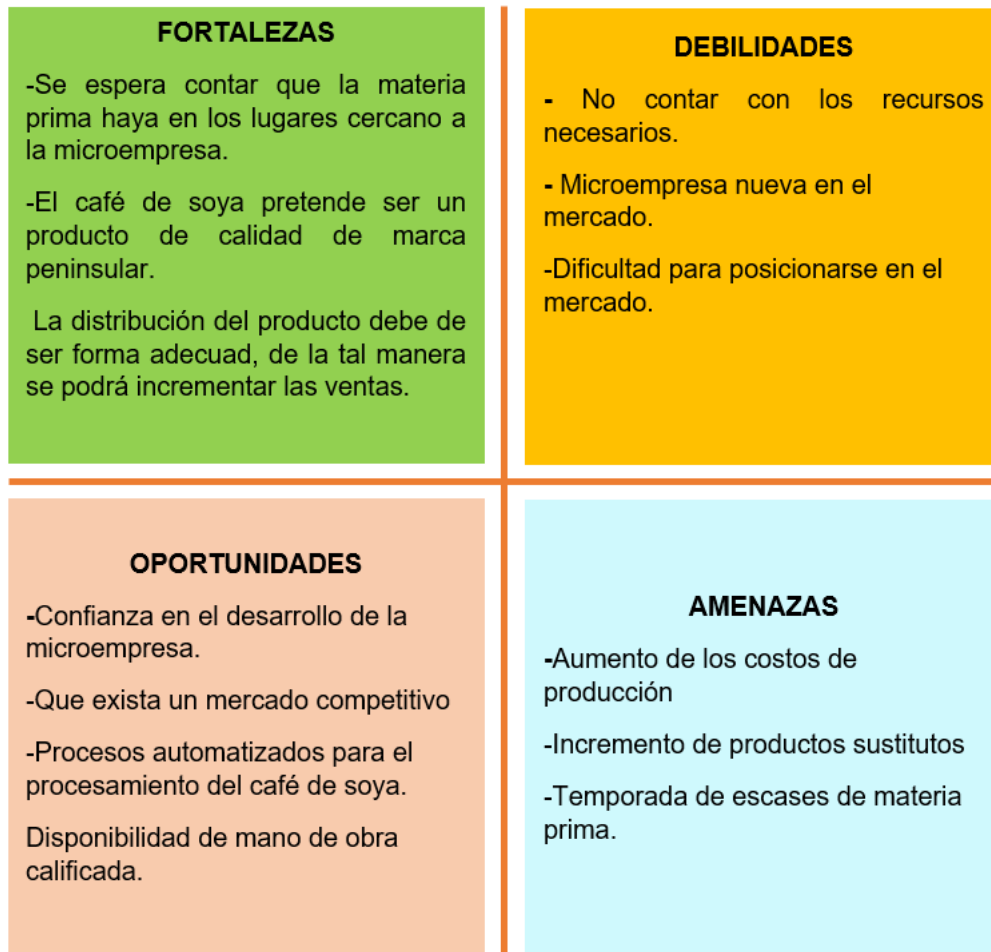 FORTALEZAS
-Se espera contar que la materia
prima haya en los lugares cercano a
la microempresa.
-El café de soya pretende ser un
producto de calidad de marca
peninsular.
La distribución del producto debe de
ser forma adecuad, de la tal manera
se podrá incrementar las ventas.
DEBILIDADES
- No contar con los recursos
necesarios.
- Microempresa nueva en el
mercado.
-Dificultad para posicionarse en el
mercado.
OPORTUNIDADES
-Confianza en el desarrollo de la
microempresa.
-Que exista un mercado competitivo
-Procesos automatizados para el
procesamiento del café de soya.
Disponibilidad de mano de obra
calificada.
AMENAZAS
-Aumento de los costos de
producción
-Incremento de productos sustitutos
-Temporada de escases de materia
prima.